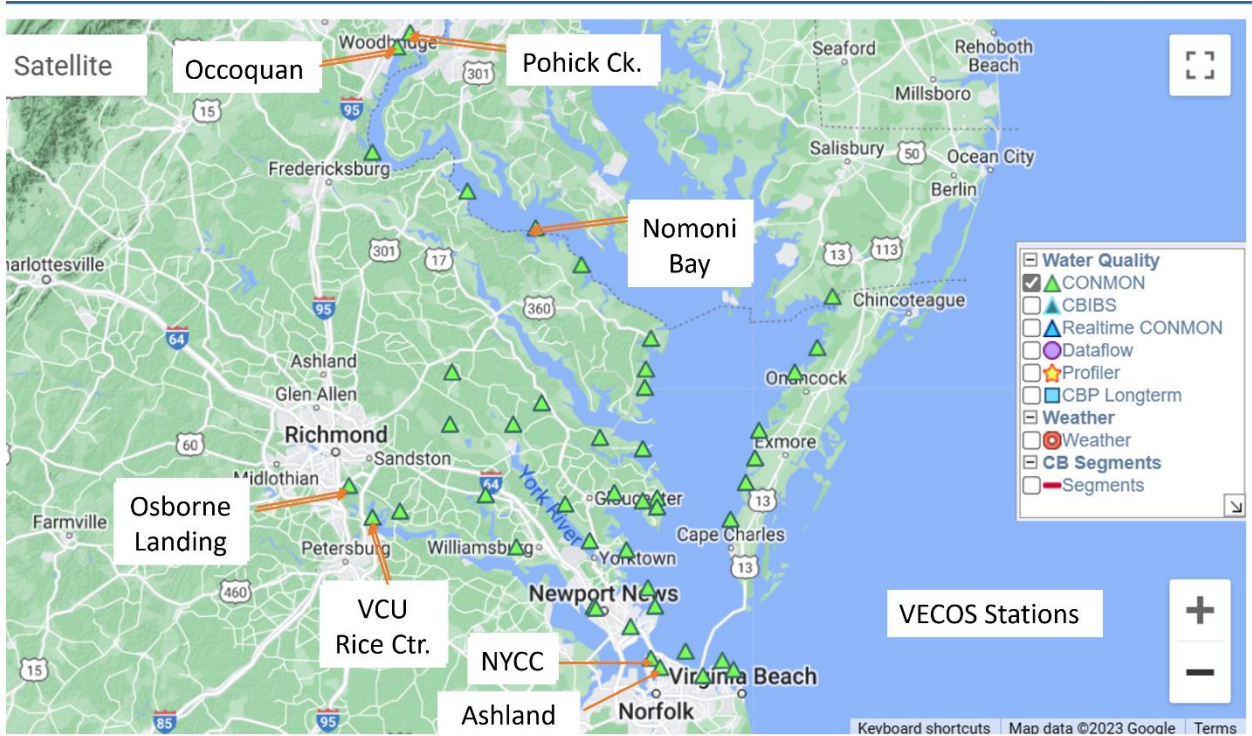 Satellite
Occoquan
Woodbridge
Pohick Ck.
Seaford
Rehoboth
Beach
Millsboro
301
15
95
Salisbury
50
Ocean City
Berlin
Fredericksburg
Nomoni
Bay
301
17
13
113
arlottesville
95
360
Chincoteague
64
Ashland
Glen Allen
Onancock
Richmond
60
Sandston
Midlothian
Exmore
64
York River
Gloucester
13
Osborne
Landing
Farmville
Petersburg
Williamsburg
Yorktown
Cape Charles
13
460
VCU
Rice Ctr.
Newport News
NYCC
Ashland
Virginia Beach
Norfolk
15
85
95
Water Quality
CONMON
CBIBS
Realtime CONMON
Dataflow
Profiler
CBP Longterm
Weather
Weather
CB Segments
Segments
VECOS Stations
+
−
Keyboard shortcuts
Map data ©2023 Google
Terms